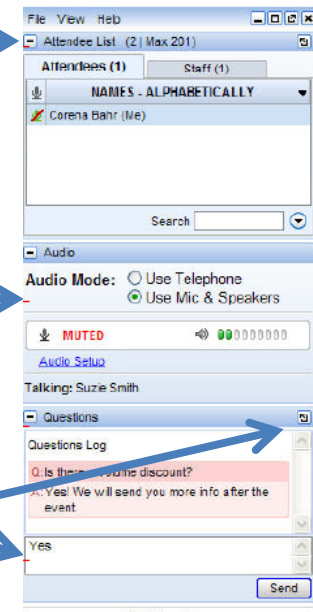 File View Help
Attendee List (2 | Max 201)
Attendees (1) Staff (1)
NAMES - ALPHABETICALLY
Corena Bahr (Me)
Search
Audio
Audio Mode: Use Telephone
Use Mic & Speakers
MUTED
Audio Setup
Talking: Suzie Smith
Questions
Questions Log
Q: Is there discount?
A: Yes! We will send you more info after the
event
Yes
Send